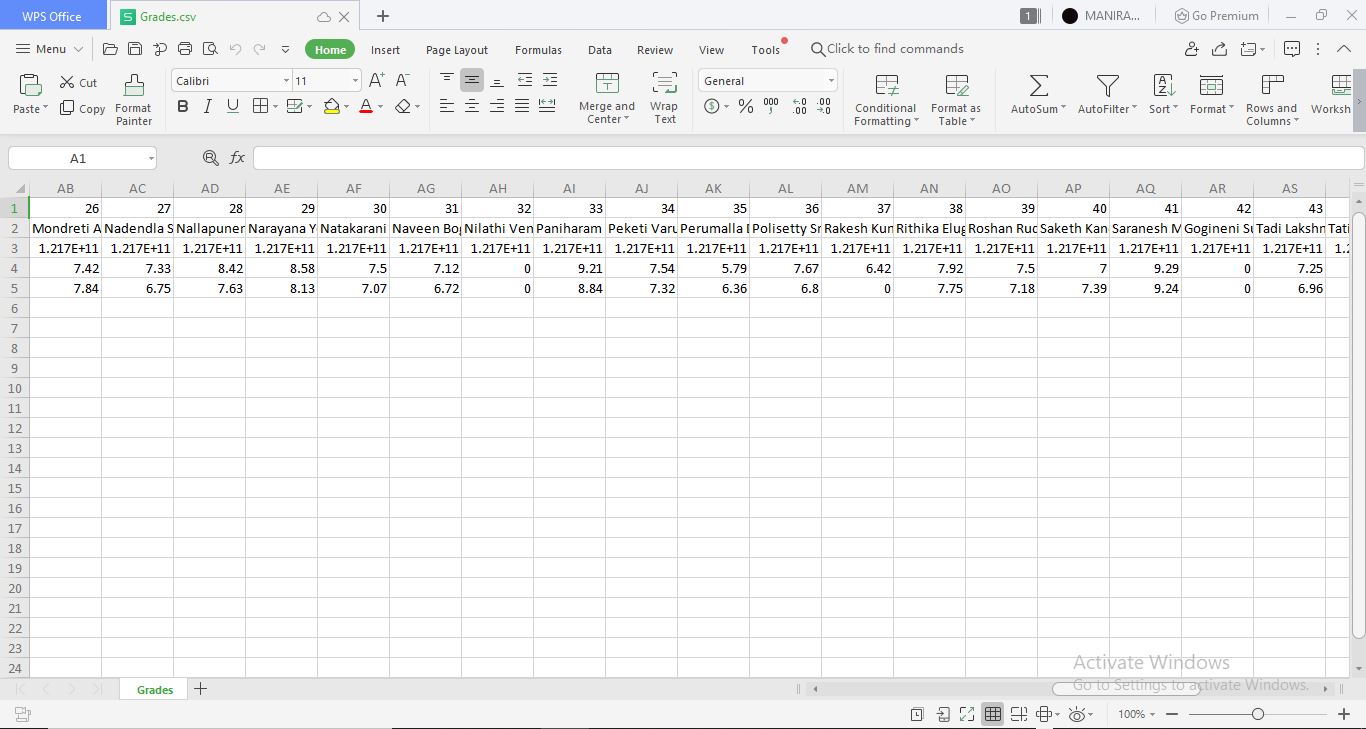 WPS Office Grades.csv 1 MANIRA... Go Premium
Menu Home Insert Page Layout Formulas Data Review View Tools Click to find commands
Paste Cut Copy Format Painter Calibri 11 Merge and Center Wrap Text General Conditional Formatting Format as Table AutoSum AutoFilter Sort Format Rows and Columns Worksh
A1 fx
AB AC AD AE AF AG AH AI AJ AK AL AM AN AO AP AQ AR AS
1 26 27 28 29 30 31 32 33 34 35 36 37 38 39 40 41 42 43
2 Mondreti A Nadendla S Nallapuner Narayana Y Natakarani Naveen Bo Nilathi Ven Paniharam Peketi Varu Perumalla Polisetty Sr Rakesh Kun Rithika Elug Roshan Rud Saketh Kan Saranesh M Gogineni Su Tadi Lakshn Tati
3 1.217E+11 1.217E+11 1.217E+11 1.217E+11 1.217E+11 1.217E+11 1.217E+11 1.217E+11 1.217E+11 1.217E+11 1.217E+11 1.217E+11 1.217E+11 1.217E+11 1.217E+11 1.217E+11 1.217E+11 1.217E+11 1.2
4 7.42 7.33 8.42 8.58 7.5 7.12 0 9.21 7.54 5.79 7.67 6.42 7.92 7.5 7 9.29 0 7.25
5 7.84 6.75 7.63 8.13 7.07 6.72 0 8.84 7.32 6.36 6.8 0 7.75 7.18 7.39 9.24 0 6.96
6
7
8
9
10
11
12
13
14
15
16
17
18
19
20
21
22
23
24
Activate Windows
Go to Settings to activate Windows.
Grades
100%